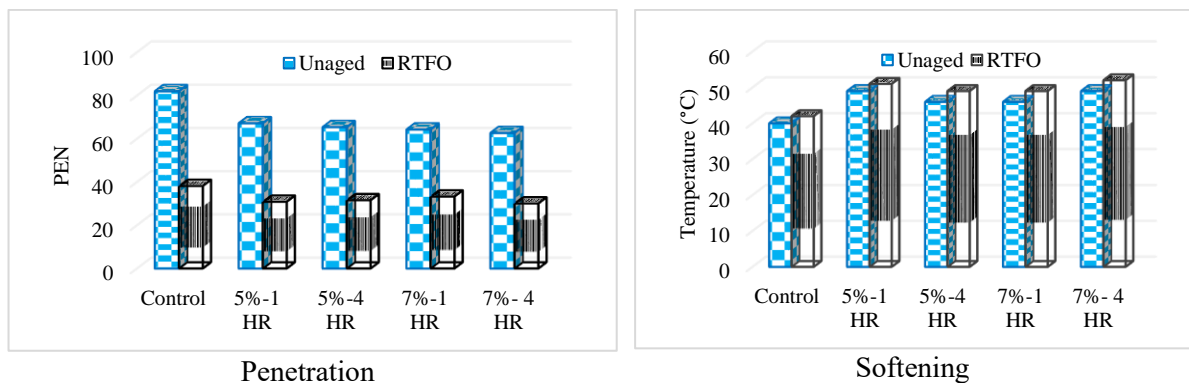 100
80
60
40
20
0
PEN
Unaged RTFO
Control 5%-1 5%-4 7%-1 7%- 4
HR HR HR HR
Penetration
60
50
40
30
20
10
0
Temperature (°C)
Unaged RTFO
Control 5%-1 5%-4 7%-1 7%- 4
HR HR HR HR
Softening